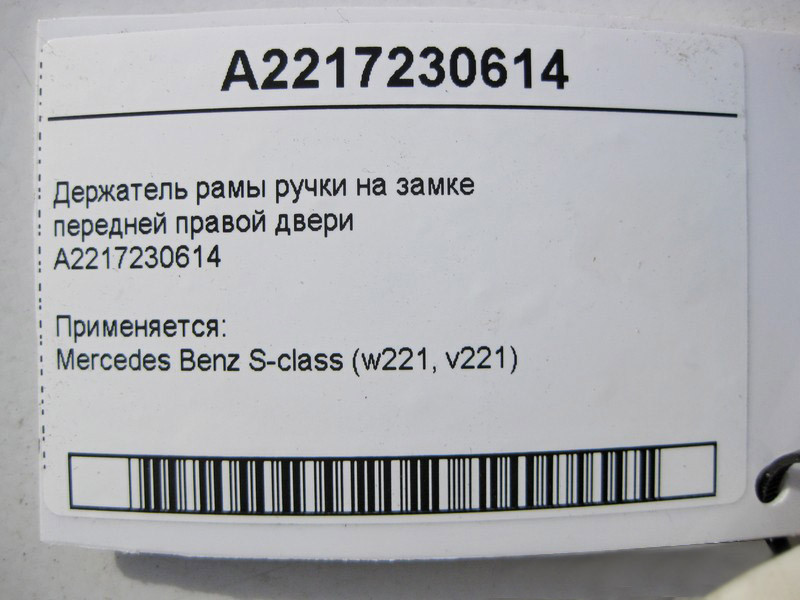 A2217230614
Держатель рамы ручки на замке
передней правой двери
A2217230614
Применяется:
Mercedes Benz S-class (w221, v221)